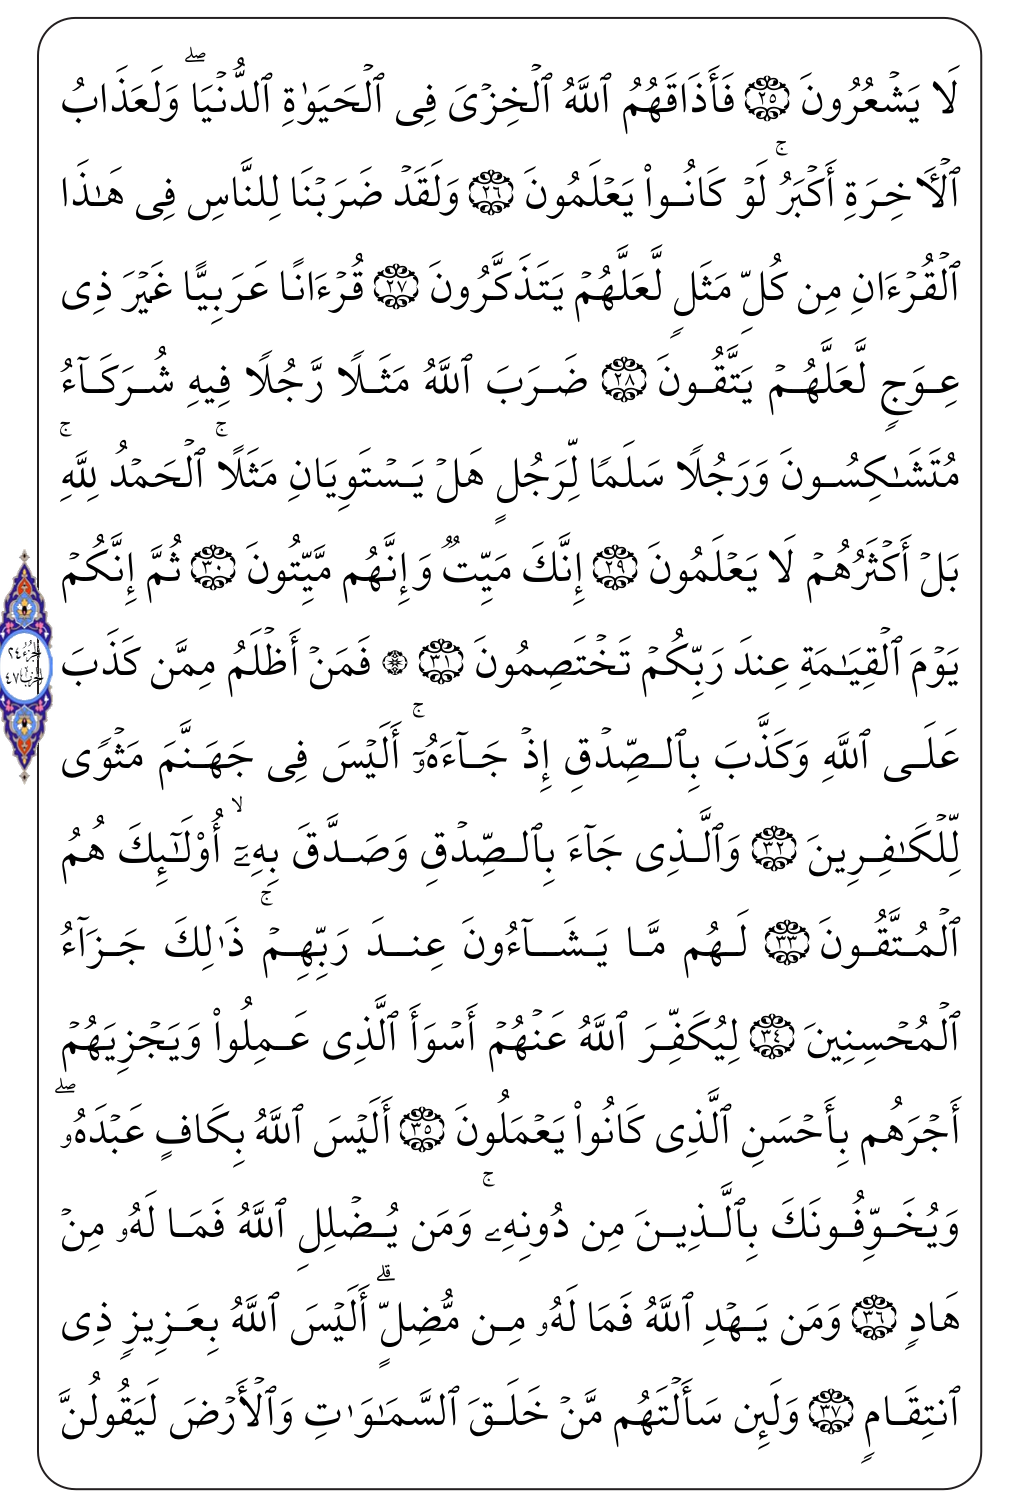 لَا يَشۡعُرُونَ ٢٥ فَأَذَاقَهُمُ ٱللَّهُ ٱلۡخِزۡيَ فِي ٱلۡحَيَوٰةِ ٱلدُّنۡيَاۖ وَلَعَذَابُ
ٱلۡأٓخِرَةِ أَكۡبَرُۚ لَوۡ كَانُواْ يَعۡلَمُونَ ٢٦ وَلَقَدۡ ضَرَبۡنَا لِلنَّاسِ فِي هَٰذَا
ٱلۡقُرۡءَانِ مِن كُلِّ مَثَلٖ لَّعَلَّهُمۡ يَتَذَكَّرُونَ ٢٧ قُرۡءَانًا عَرَبِيًّا غَيۡرَ ذِي
عِوَجٖ لَّعَلَّهُمۡ يَتَّقُونَ ٢٨ ضَرَبَ ٱللَّهُ مَثَلٗا رَّجُلٗا فِيهِ شُرَكَآءُ
مُتَشَٰكِسُونَ وَرَجُلٗا سَلَمٗا لِّرَجُلٍ هَلۡ يَسۡتَوِيَانِ مَثَلًاۚ ٱلۡحَمۡدُ لِلَّهِۚ
بَلۡ أَكۡثَرُهُمۡ لَا يَعۡلَمُونَ ٢٩ إِنَّكَ مَيِّتٞ وَإِنَّهُم مَّيِّتُونَ ٣٠ ثُمَّ إِنَّكُمۡ
يَوۡمَ ٱلۡقِيَٰمَةِ عِندَ رَبِّكُمۡ تَخۡتَصِمُونَ ٣١ ۞ فَمَنۡ أَظۡلَمُ مِمَّن كَذَبَ
عَلَى ٱللَّهِ وَكَذَّبَ بِٱلصِّدۡقِ إِذۡ جَآءَهُۥٓۚ أَلَيۡسَ فِي جَهَنَّمَ مَثۡوٗى
لِّلۡكَٰفِرِينَ ٣٢ وَٱلَّذِي جَآءَ بِٱلصِّدۡقِ وَصَدَّقَ بِهِۦٓ ۙ أُوْلَٰٓئِكَ هُمُ
ٱلۡمُتَّقُونَ ٣٣ لَهُم مَّا يَشَآءُونَ عِندَ رَبِّهِمۡۚ ذَٰلِكَ جَزَآءُ
ٱلۡمُحۡسِنِينَ ٣٤ لِيُكَفِّرَ ٱللَّهُ عَنۡهُمۡ أَسۡوَأَ ٱلَّذِي عَمِلُواْ وَيَجۡزِيَهُمۡ
أَجۡرَهُم بِأَحۡسَنِ ٱلَّذِي كَانُواْ يَعۡمَلُونَ ٣٥ أَلَيۡسَ ٱللَّهُ بِكَافٍ عَبۡدَهُۥۖ
وَيُخَوِّفُونَكَ بِٱلَّذِينَ مِن دُونِهِۦۚ وَمَن يُضۡلِلِ ٱللَّهُ فَمَا لَهُۥ مِنۡ
هَادٖ ٣٦ وَمَن يَهۡدِ ٱللَّهُ فَمَا لَهُۥ مِن مُّضِلٍّۗ أَلَيۡسَ ٱللَّهُ بِعَزِيزٖ ذِي
ٱنتِقَامٖ ٣٧ وَلَئِن سَأَلۡتَهُم مَّنۡ خَلَقَ ٱلسَّمَٰوَٰتِ وَٱلۡأَرۡضَ لَيَقُولُنَّ
الجزء ٢٤
الحزب ٤٧